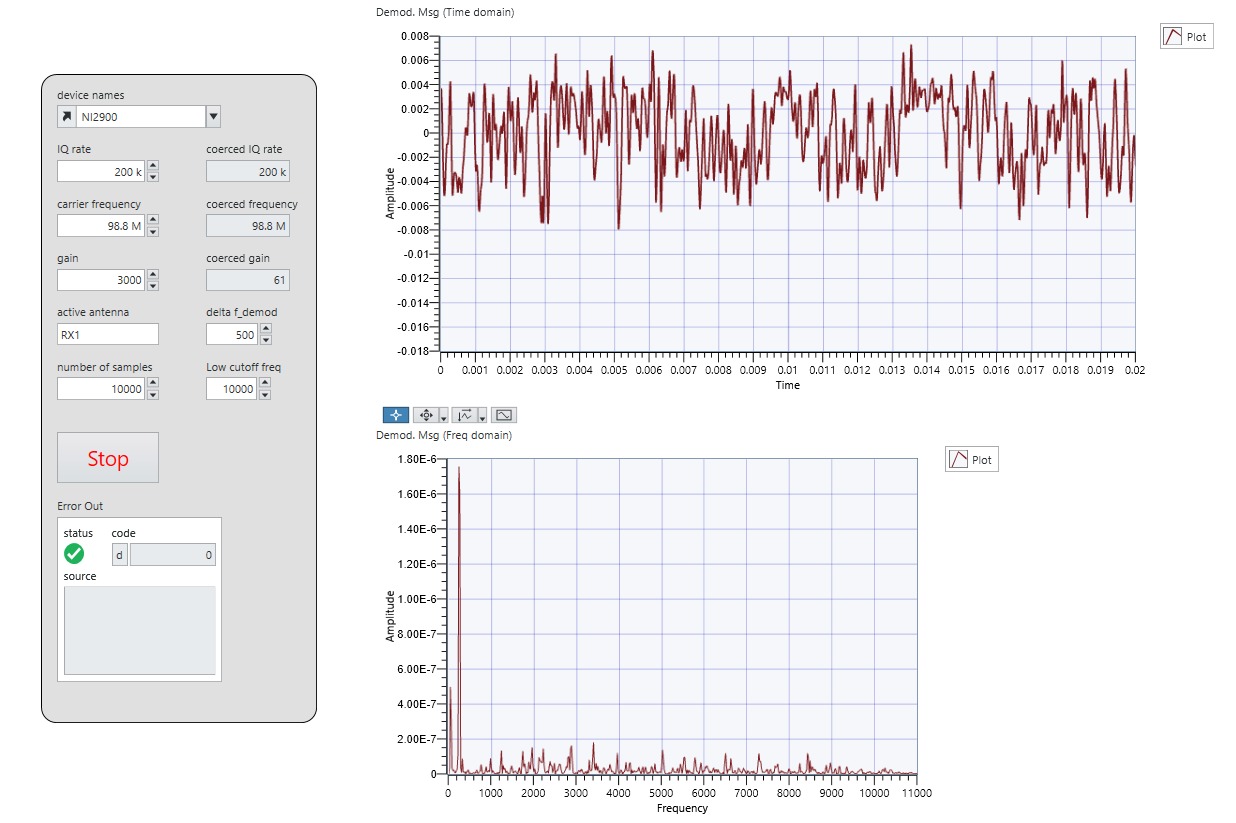 device names
NI2900
IQ rate
coerced IQ rate
200 k
200 k
carrier frequency
coerced frequency
98.8 M
98.8 M
gain
coerced gain
3000
61
active antenna
delta f_demod
RX1
500
number of samples
Low cutoff freq
10000
10000
Stop
Error Out
status
code
d
0
source
Demod. Msg (Time domain)
Plot
0.008
0.006
0.004
0.002
0
-0.002
-0.004
-0.006
-0.008
-0.01
-0.012
-0.014
-0.016
-0.018
Amplitude
0 0.001 0.002 0.003 0.004 0.005 0.006 0.007 0.008 0.009 0.01 0.011 0.012 0.013 0.014 0.015 0.016 0.017 0.018 0.019 0.02
Time
Demod. Msg (Freq domain)
Plot
1.80E-6
1.60E-6
1.40E-6
1.20E-6
1.00E-6
8.00E-7
6.00E-7
4.00E-7
2.00E-7
0
Amplitude
0 1000 2000 3000 4000 5000 6000 7000 8000 9000 10000 11000
Frequency